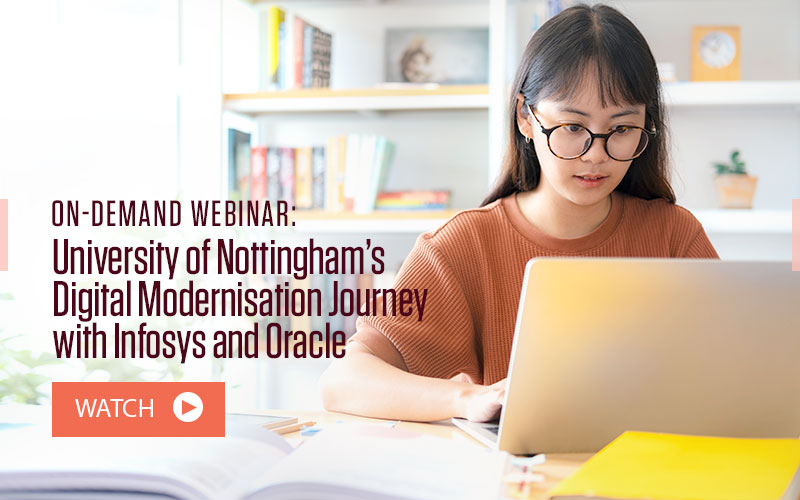 ON-DEMAND WEBINAR:
University of Nottingham’s
Digital Modernisation Journey
with Infosys and Oracle
WATCH